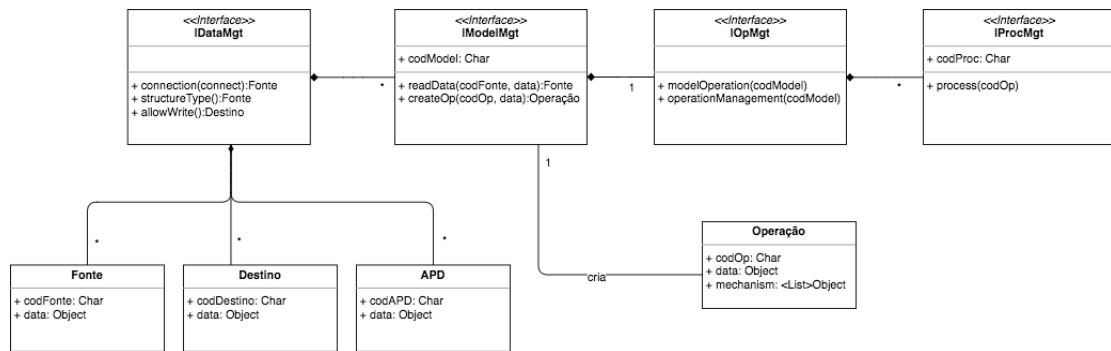 <<Interface>>
IDataMgt
+ connection(connect):Fonte
+ structureType():Fonte
+ allowWrite():Destino
*
<<Interface>>
IModelMgt
+ codModel: Char
+ readData(codFonte, data):Fonte
+ createOp(codOp, data):Operação
1
<<Interface>>
IOpMgt
+ modelOperation(codModel)
+ operationManagement(codModel)
*
<<Interface>>
IProcMgt
+ codProc: Char
+ process(codOp)
1
cria
*
*
*
Fonte
+ codFonte: Char
+ data: Object
Destino
+ codDestino: Char
+ data: Object
APD
+ codAPD: Char
+ data: Object
Operação
+ codOp: Char
+ data: Object
+ mechanism: <List>Object